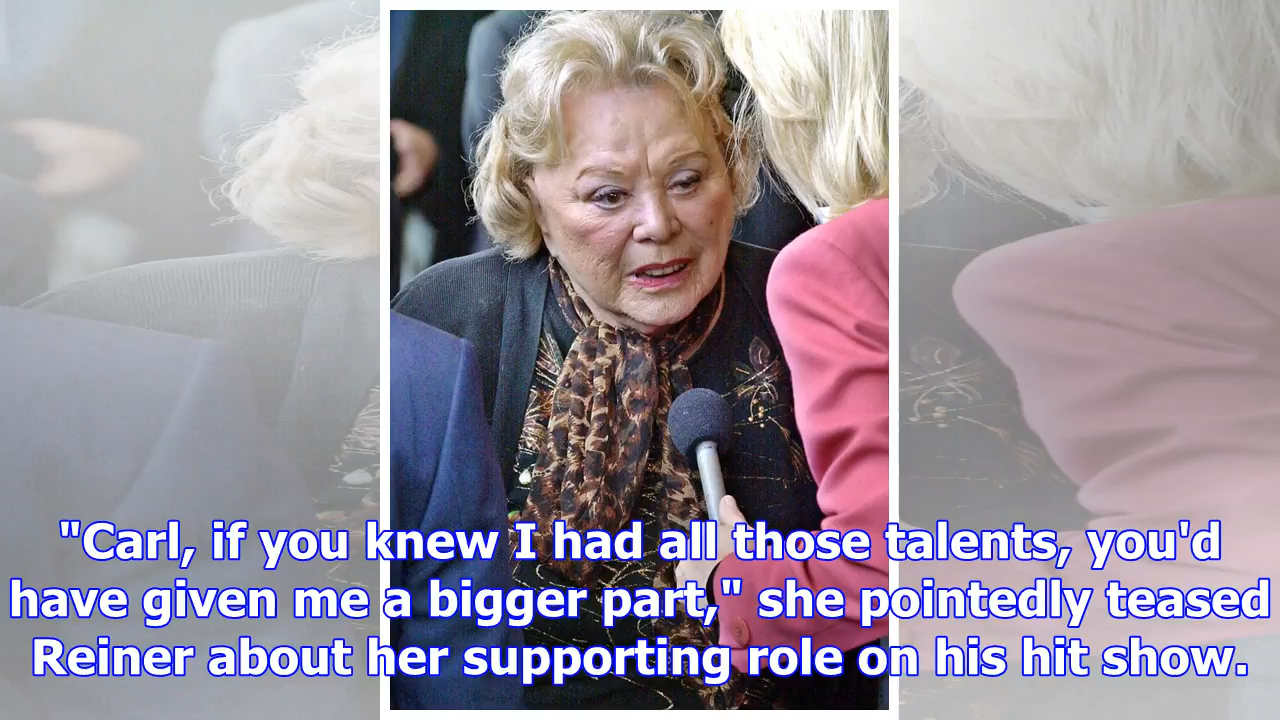 "Carl, if you knew I had all those talents, you'd
have given me a bigger part," she pointedly teased
Reiner about her supporting role on his hit show.